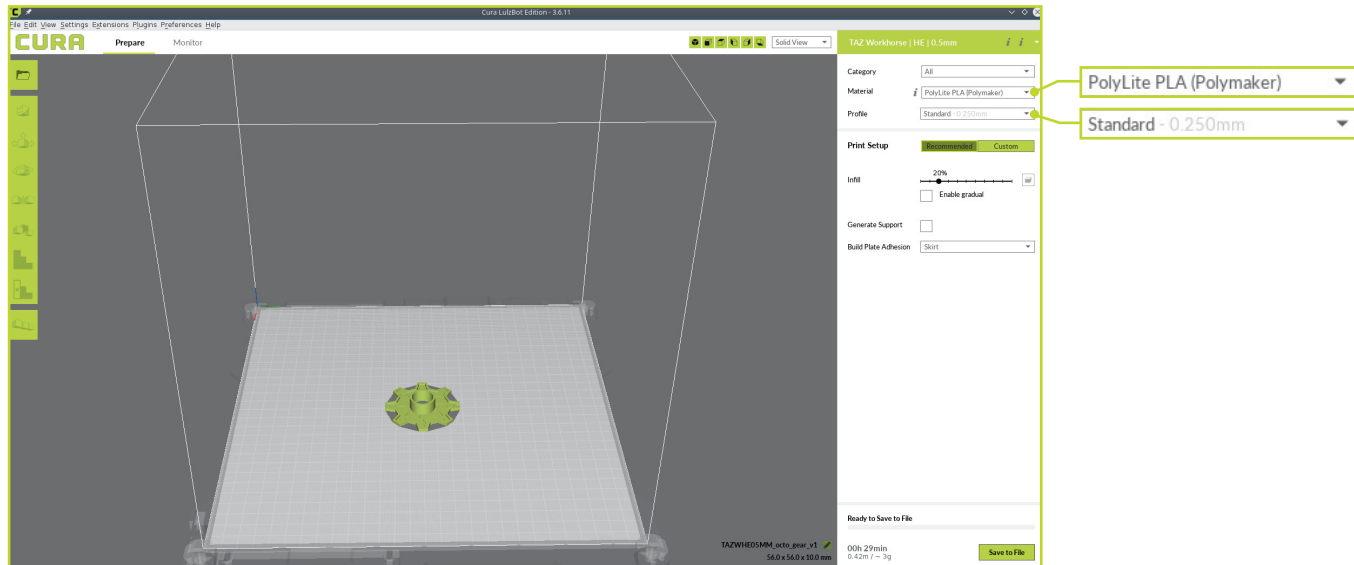 Cura LulzBot Edition - 3.6.11
File Edit View Settings Extensions Plugins Preferences Help
CURA Prepare Monitor Solid View
TAZ Workhorse | HE | 0.5mm i i
Category All
Material i PolyLite PLA (Polymaker)
Profile Standard - 0.250mm
PolyLite PLA (Polymaker)
Standard - 0.250mm
Print Setup Recommended Custom
20%
Infill
Enable gradual
Generate Support
Build Plate Adhesion Skirt
Ready to Save to File
TAZWHE05MM_octo_gear_v1
56.0 x 56.0 x 10.0 mm
00h 29min
0.42m / ~ 3g
Save to File